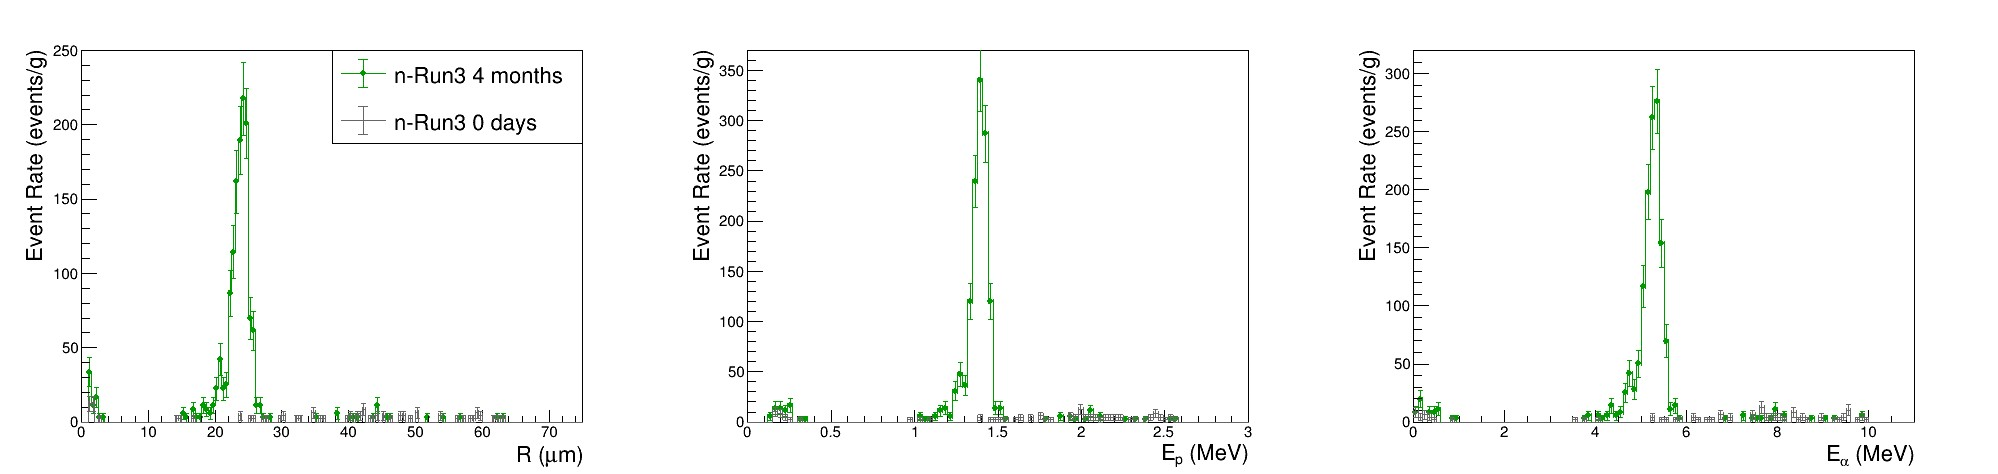 Event Rate (events/g)
250
200
150
100
50
0
n-Run3 4 months
n-Run3 0 days
0 10 20 30 40 50 60 70
R (μm)
Event Rate (events/g)
350
300
250
200
150
100
50
0
0 0.5 1 1.5 2 2.5 3
Eₚ (MeV)
Event Rate (events/g)
300
250
200
150
100
50
0
0 2 4 6 8 10
E_α (MeV)